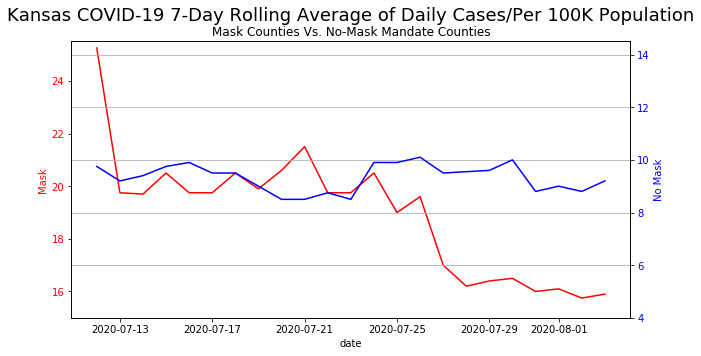 Kansas COVID-19 7-Day Rolling Average of Daily Cases/Per 100K Population
Mask Counties Vs. No-Mask Mandate Counties
24
22
20
18
16
Mask
14
12
10
8
6
4
No Mask
2020-07-13 2020-07-17 2020-07-21 2020-07-25 2020-07-29 2020-08-01
date